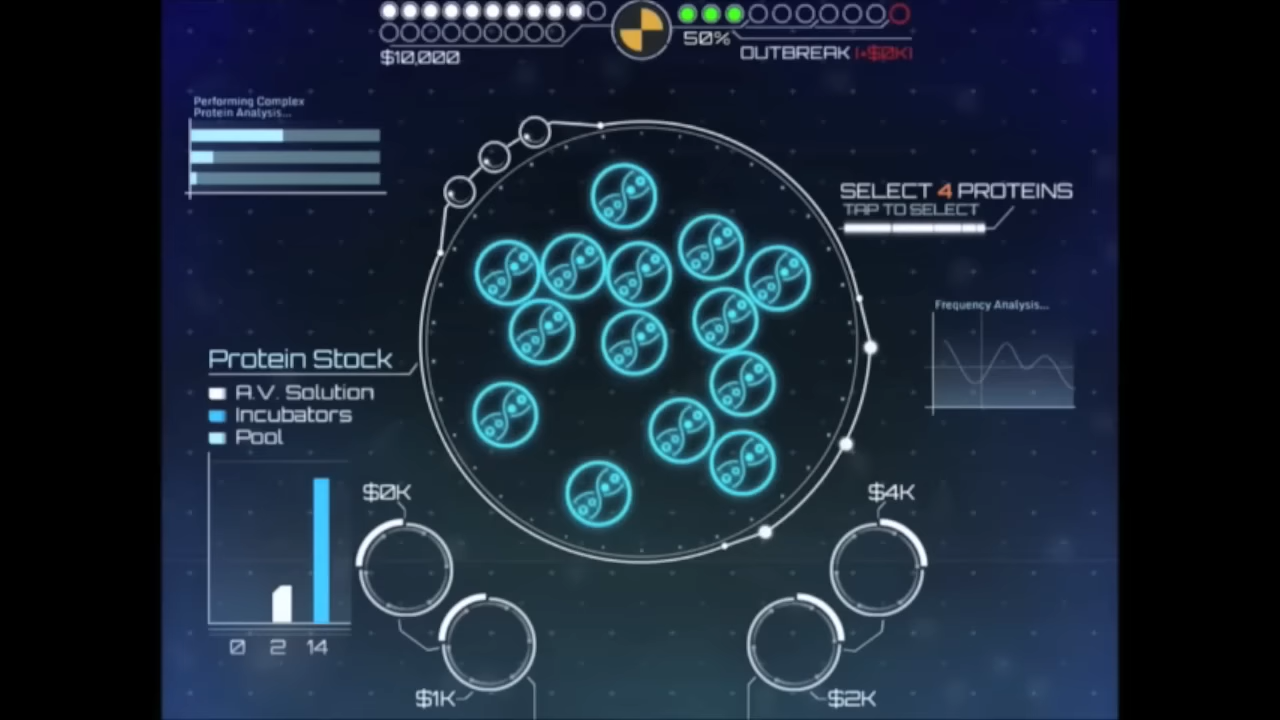 $10,000
50%
OUTBREAK (+$0K)
Performing Complex
Protein Analysis...
SELECT 4 PROTEINS
TAP TO SELECT
Frequency Analysis...
Protein Stock
A.V. Solution
Incubators
Pool
0 2 14
$0K
$4K
$1K
$2K